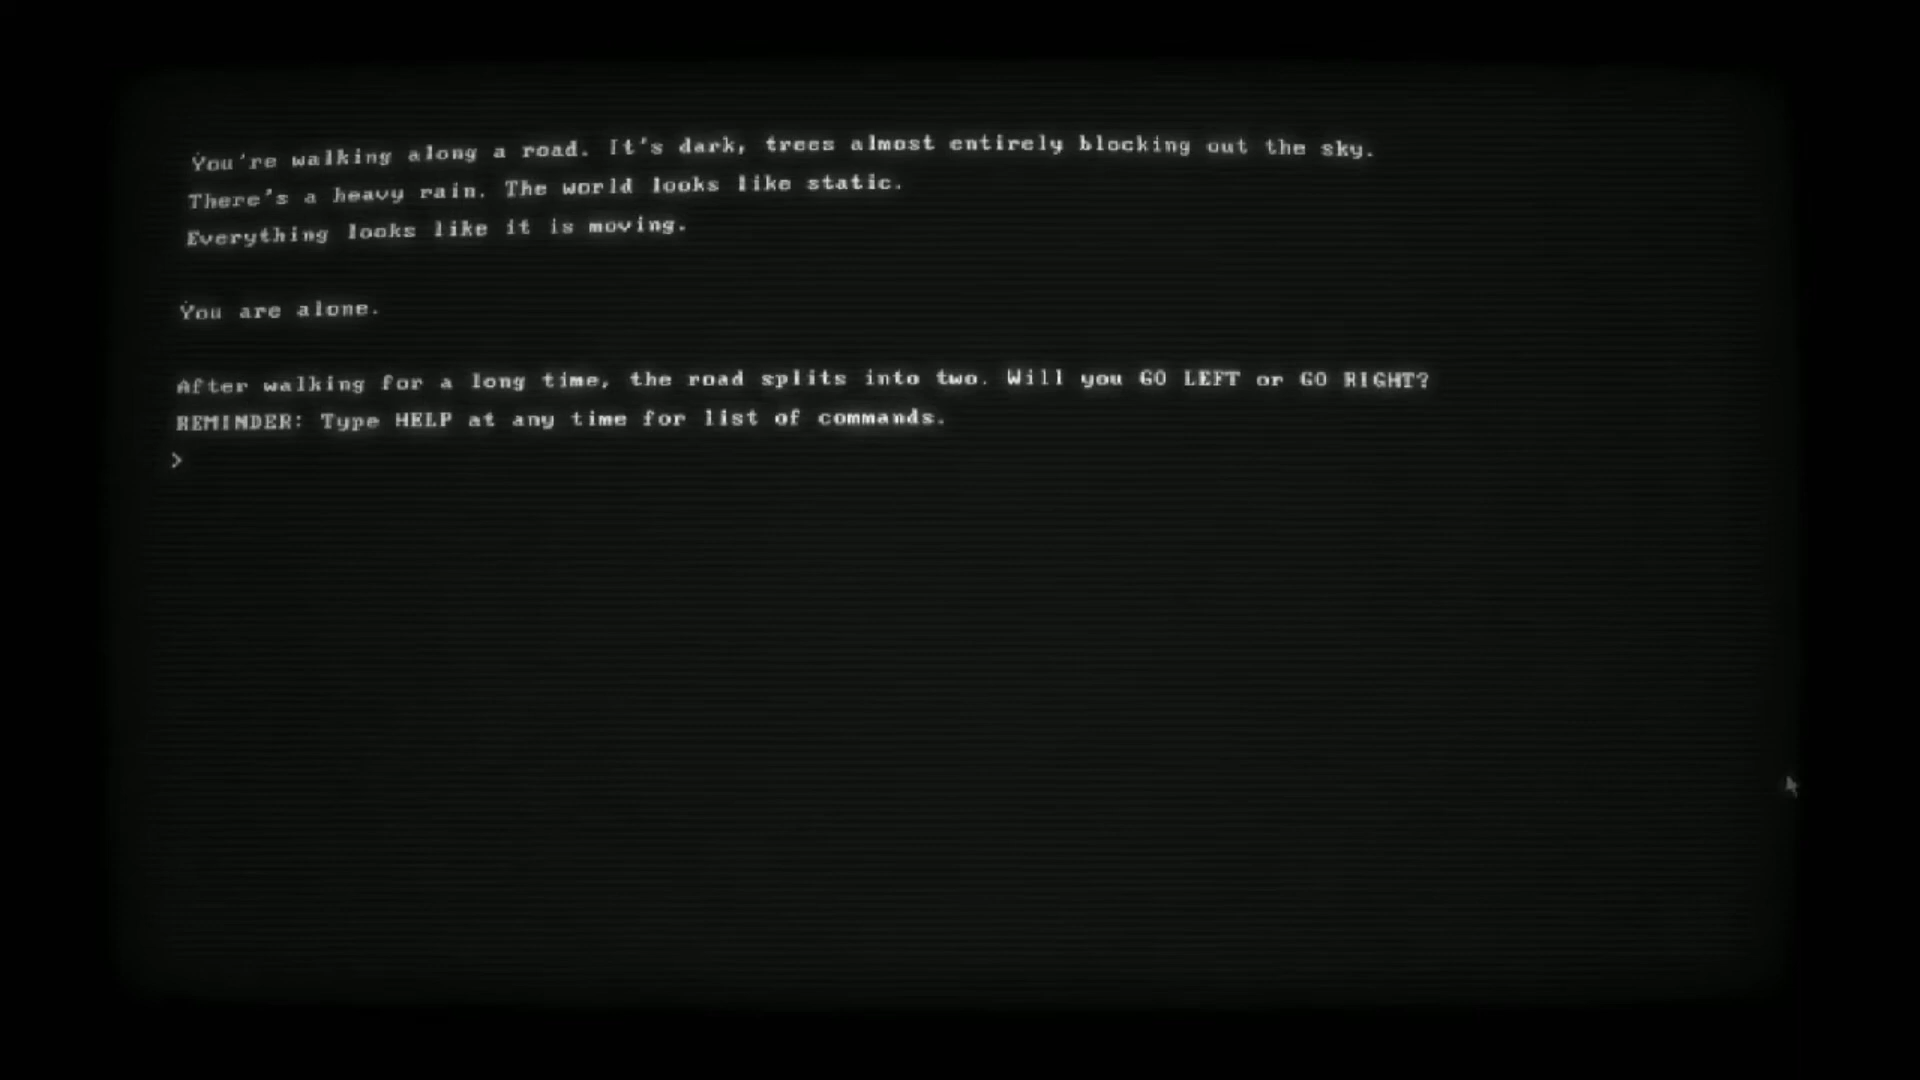 You're walking along a road. It's dark, trees almost entirely blocking out the sky.
There's a heavy rain. The world looks like static.
Everything looks like it is moving.
You are alone.
After walking for a long time, the road splits into two. Will you GO LEFT or GO RIGHT?
REMINDER: Type HELP at any time for list of commands.
>